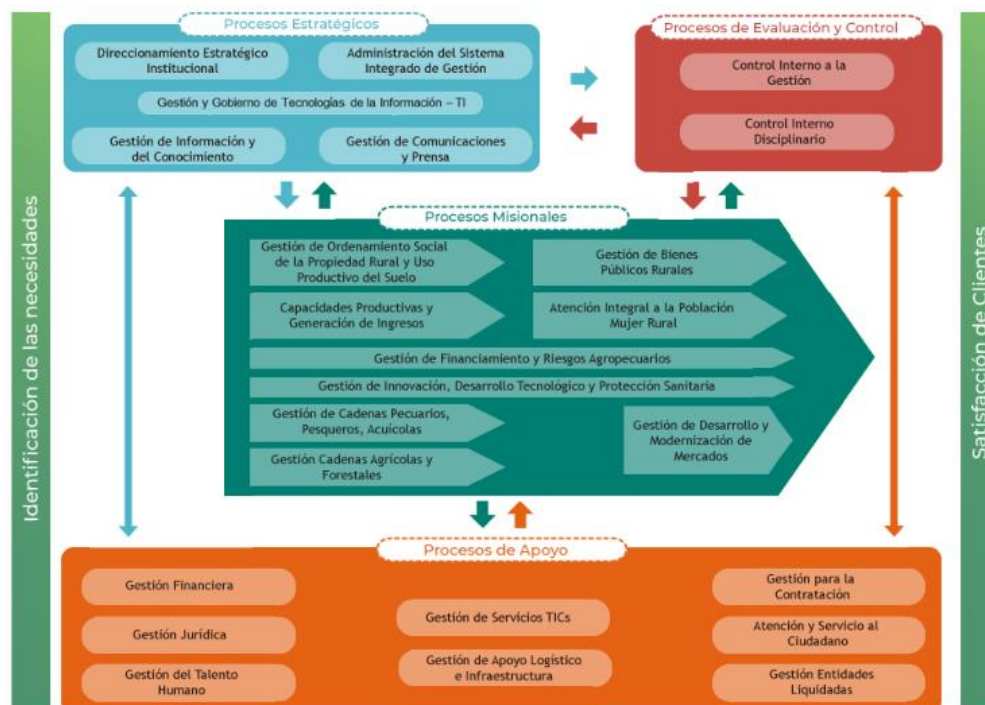 Procesos Estratégicos
Direccionamiento Estratégico
Institucional
Administración del Sistema
Integrado de Gestión
Gestión y Gobierno de Tecnologías de la Información – TI
Gestión de Información y
del Conocimiento
Gestión de Comunicaciones
y Prensa
Procesos de Evaluación y Control
Control Interno a la
Gestión
Control Interno
Disciplinario
Identificación de las necesidades
Procesos Misionales
Gestión de Ordenamiento Social
de la Propiedad Rural y Uso
Productivo del Suelo
Gestión de Bienes
Públicos Rurales
Capacidades Productivas y
Generación de Ingresos
Atención Integral a la Población
Mujer Rural
Gestión de Financiamiento y Riesgos Agropecuarios
Gestión de Innovación, Desarrollo Tecnológico y Protección Sanitaria
Gestión de Cadenas Pecuarios,
Pesqueros, Acuícolas
Gestión de Desarrollo y
Modernización de
Mercados
Gestión Cadenas Agrícolas y
Forestales
Satisfacción de Clientes
Procesos de Apoyo
Gestión Financiera
Gestión Jurídica
Gestión del Talento
Humano
Gestión de Servicios TICs
Gestión de Apoyo Logístico
e Infraestructura
Gestión para la
Contratación
Atención y Servicio al
Ciudadano
Gestión Entidades
Liquidadas